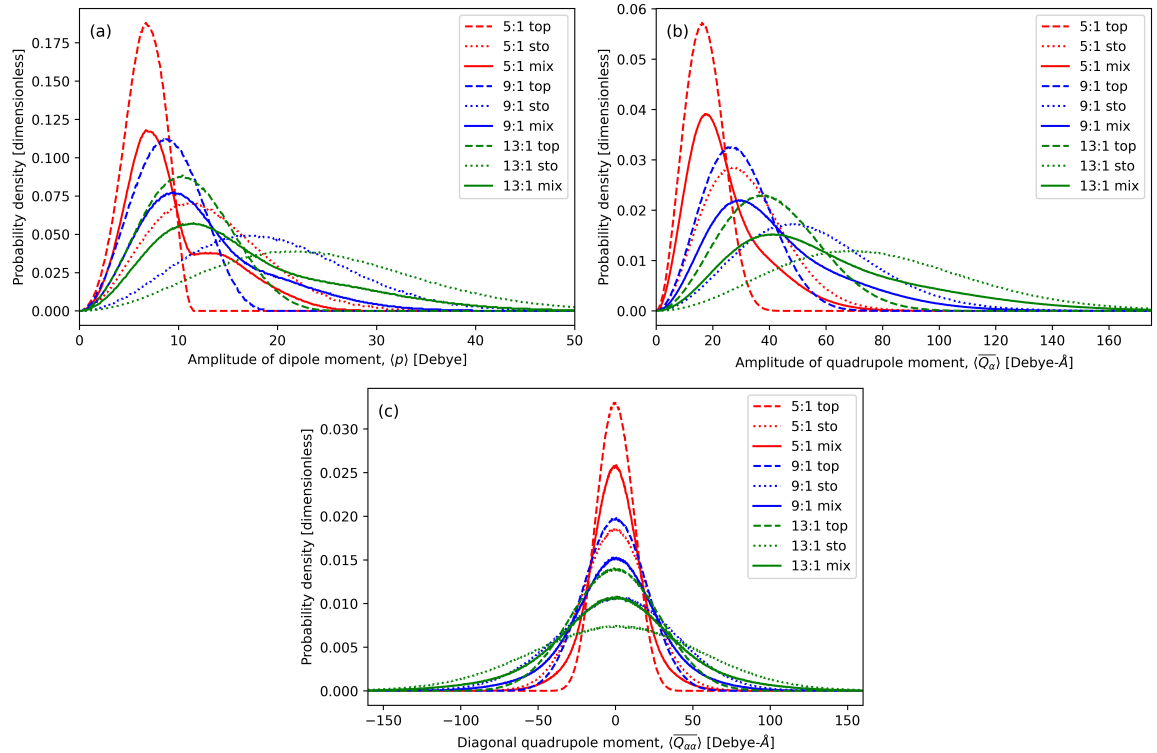 (a)
5:1 top
5:1 sto
5:1 mix
9:1 top
9:1 sto
9:1 mix
13:1 top
13:1 sto
13:1 mix
Probability density [dimensionless]
0.175
0.150
0.125
0.100
0.075
0.050
0.025
0.000
0 10 20 30 40 50
Amplitude of dipole moment, ⟨p⟩ [Debye]
(b)
5:1 top
5:1 sto
5:1 mix
9:1 top
9:1 sto
9:1 mix
13:1 top
13:1 sto
13:1 mix
Probability density [dimensionless]
0.06
0.05
0.04
0.03
0.02
0.01
0.00
0 20 40 60 80 100 120 140 160
Amplitude of quadrupole moment, ⟨Q̅α⟩ [Debye-Å]
(c)
5:1 top
5:1 sto
5:1 mix
9:1 top
9:1 sto
9:1 mix
13:1 top
13:1 sto
13:1 mix
Probability density [dimensionless]
0.030
0.025
0.020
0.015
0.010
0.005
0.000
−150 −100 −50 0 50 100 150
Diagonal quadrupole moment, ⟨Q̅αα⟩ [Debye-Å]